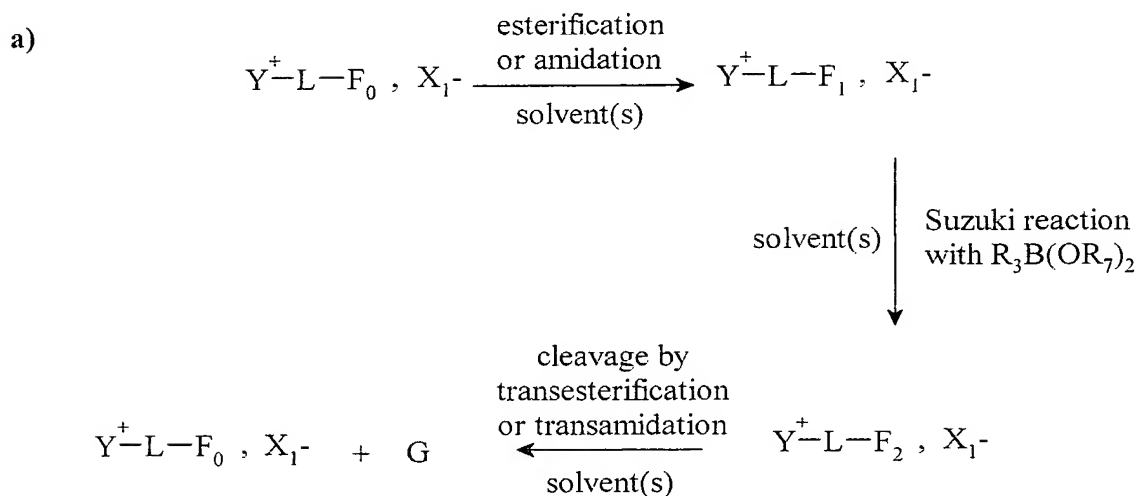 a)
esterification
or amidation
Y⁺—L—F₀ , X₁-
solvent(s)
Y⁺—L—F₁ , X₁-
solvent(s)
Suzuki reaction
with R₃B(OR₇)₂
cleavage by
transesterification
or transamidation
Y⁺—L—F₀ , X₁- + G
solvent(s)
Y⁺—L—F₂ , X₁-